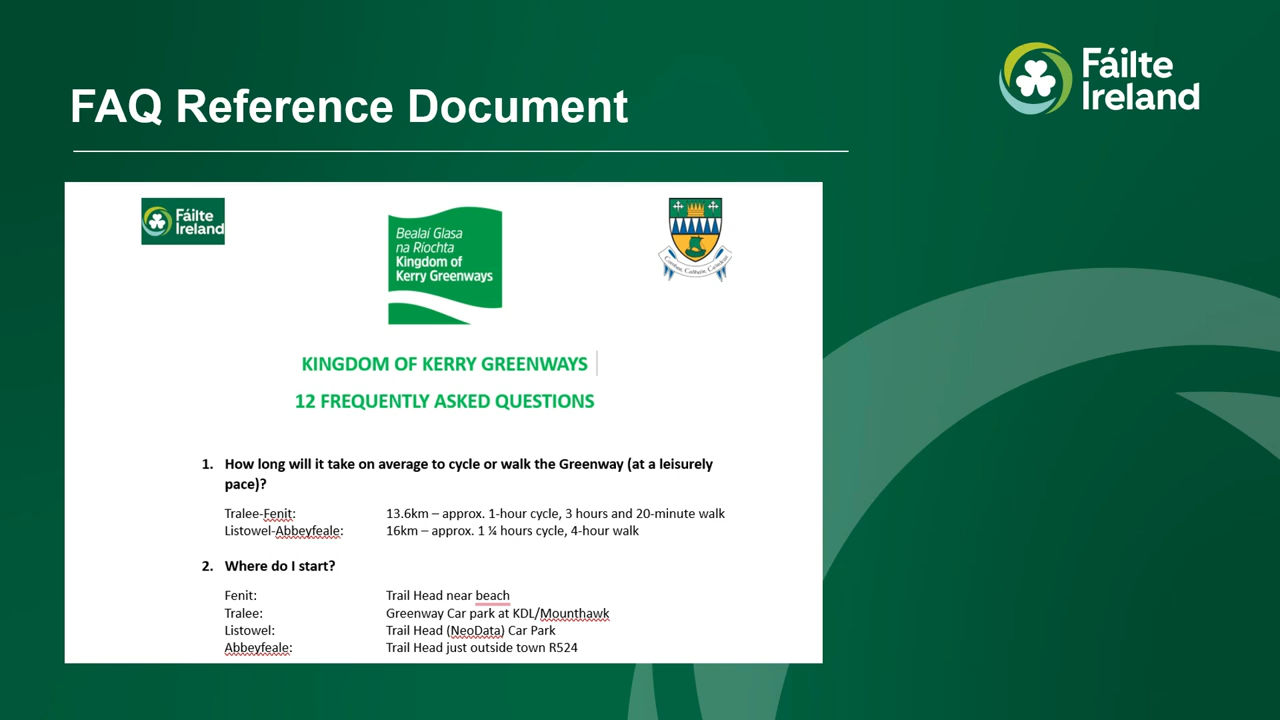 FAQ Reference Document
Fáilte
Ireland
Fáilte
Ireland
Bealaí Glasa
na Ríochta
Kingdom of
Kerry Greenways
Comhar, Cabhair, Cairdeas
KINGDOM OF KERRY GREENWAYS
12 FREQUENTLY ASKED QUESTIONS
1. How long will it take on average to cycle or walk the Greenway (at a leisurely
pace)?
Tralee-Fenit: 13.6km – approx. 1-hour cycle, 3 hours and 20-minute walk
Listowel-Abbeyfeale: 16km – approx. 1 ¼ hours cycle, 4-hour walk
2. Where do I start?
Fenit: Trail Head near beach
Tralee: Greenway Car park at KDL/Mounthawk
Listowel: Trail Head (NeoData) Car Park
Abbeyfeale: Trail Head just outside town R524